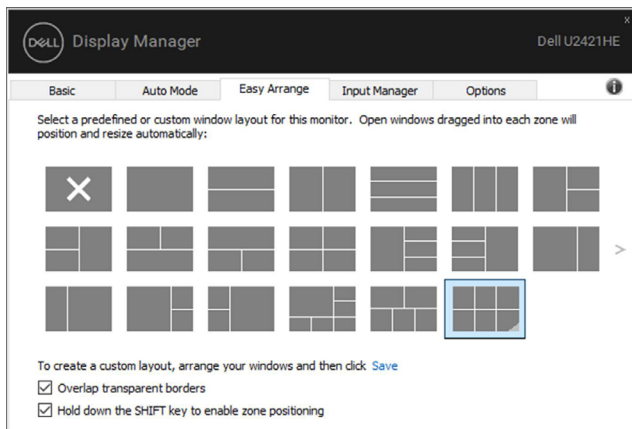 x
DELL Display Manager
Dell U2421HE
Basic Auto Mode Easy Arrange Input Manager Options i
Select a predefined or custom window layout for this monitor. Open windows dragged into each zone will
position and resize automatically:
>
To create a custom layout, arrange your windows and then click Save
Overlap transparent borders
Hold down the SHIFT key to enable zone positioning